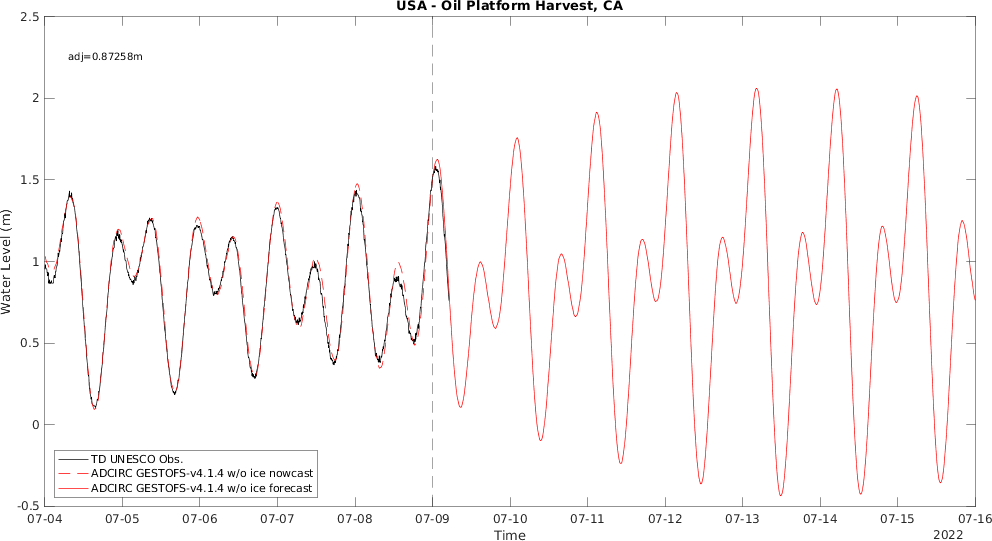 USA - Oil Platform Harvest, CA
adj=0.87258m
Water Level (m)
2.5
2
1.5
1
0.5
0
-0.5
TD UNESCO Obs.
ADCIRC GESTOFS-v4.1.4 w/o ice nowcast
ADCIRC GESTOFS-v4.1.4 w/o ice forecast
07-04 07-05 07-06 07-07 07-08 07-09 07-10 07-11 07-12 07-13 07-14 07-15 07-16
Time
2022